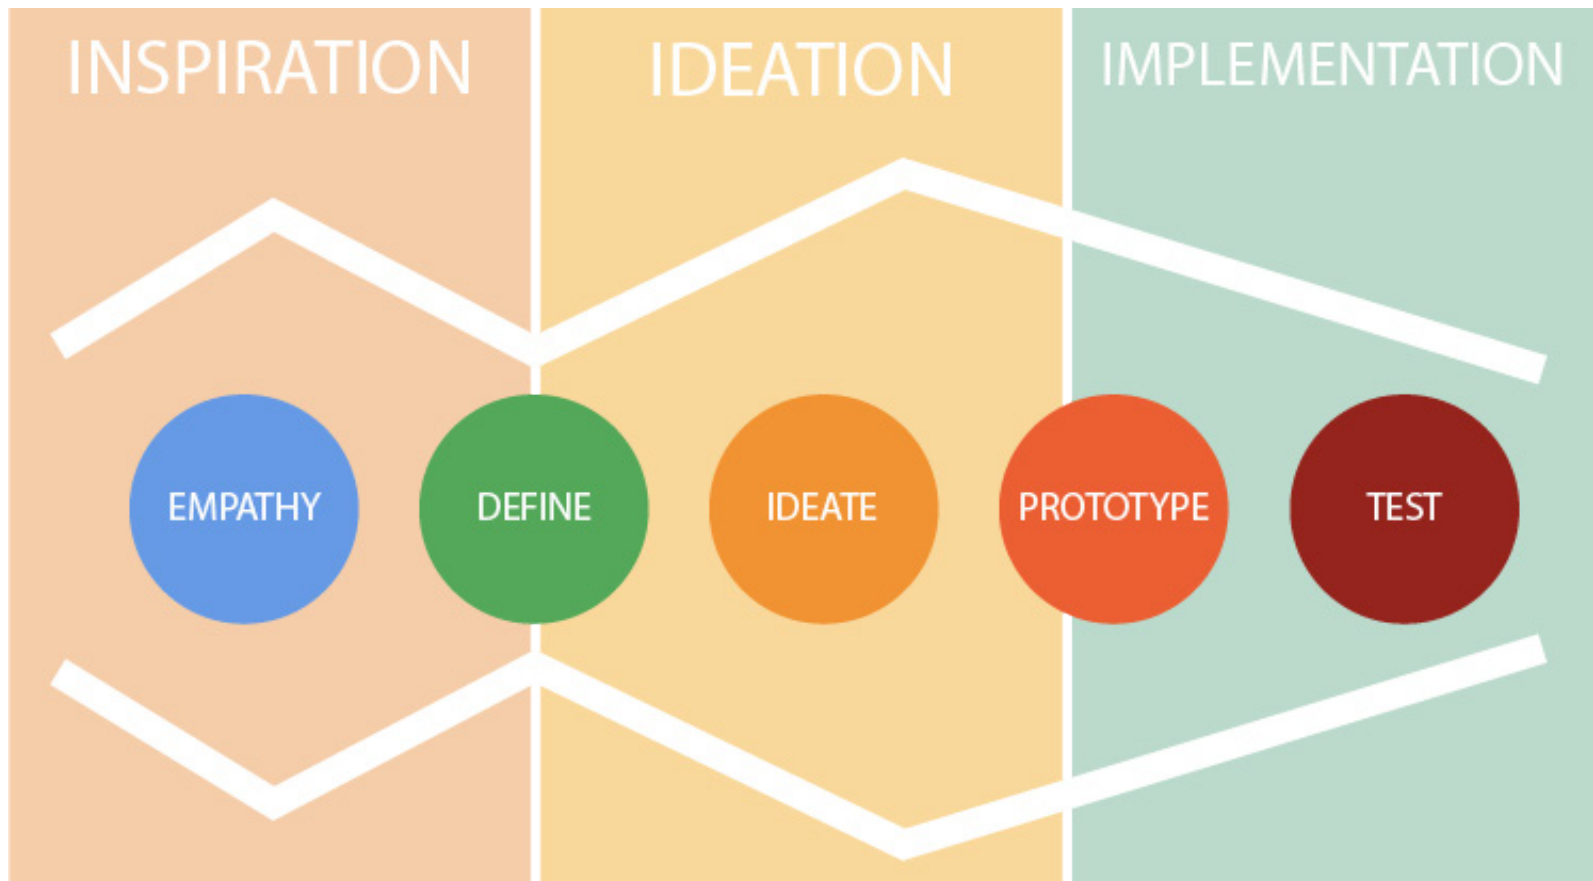 INSPIRATION
IDEATION
IMPLEMENTATION
EMPATHY
DEFINE
IDEATE
PROTOTYPE
TEST